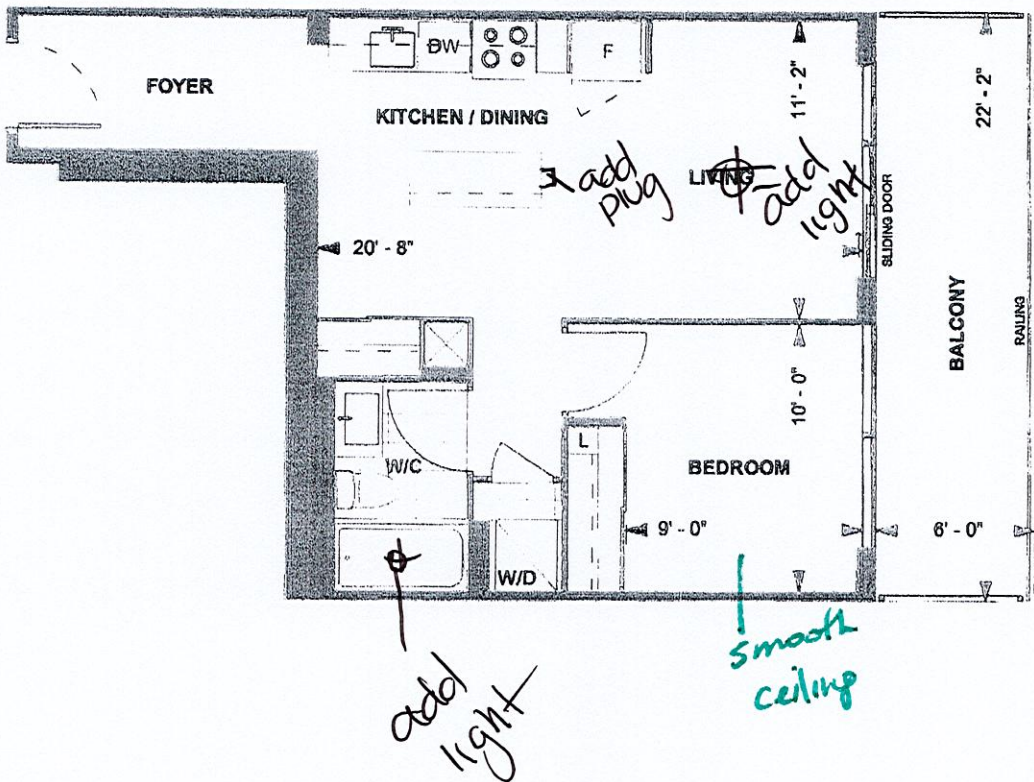 FOYER
DW
F
KITCHEN / DINING
11' - 2"
22' - 2"
add
plug
LIVING
add
light
SLIDING DOOR
20' - 8"
BALCONY
RAILING
10' - 0"
L
W/C
BEDROOM
9' - 0"
6' - 0"
W/D
add
light
smooth
ceiling